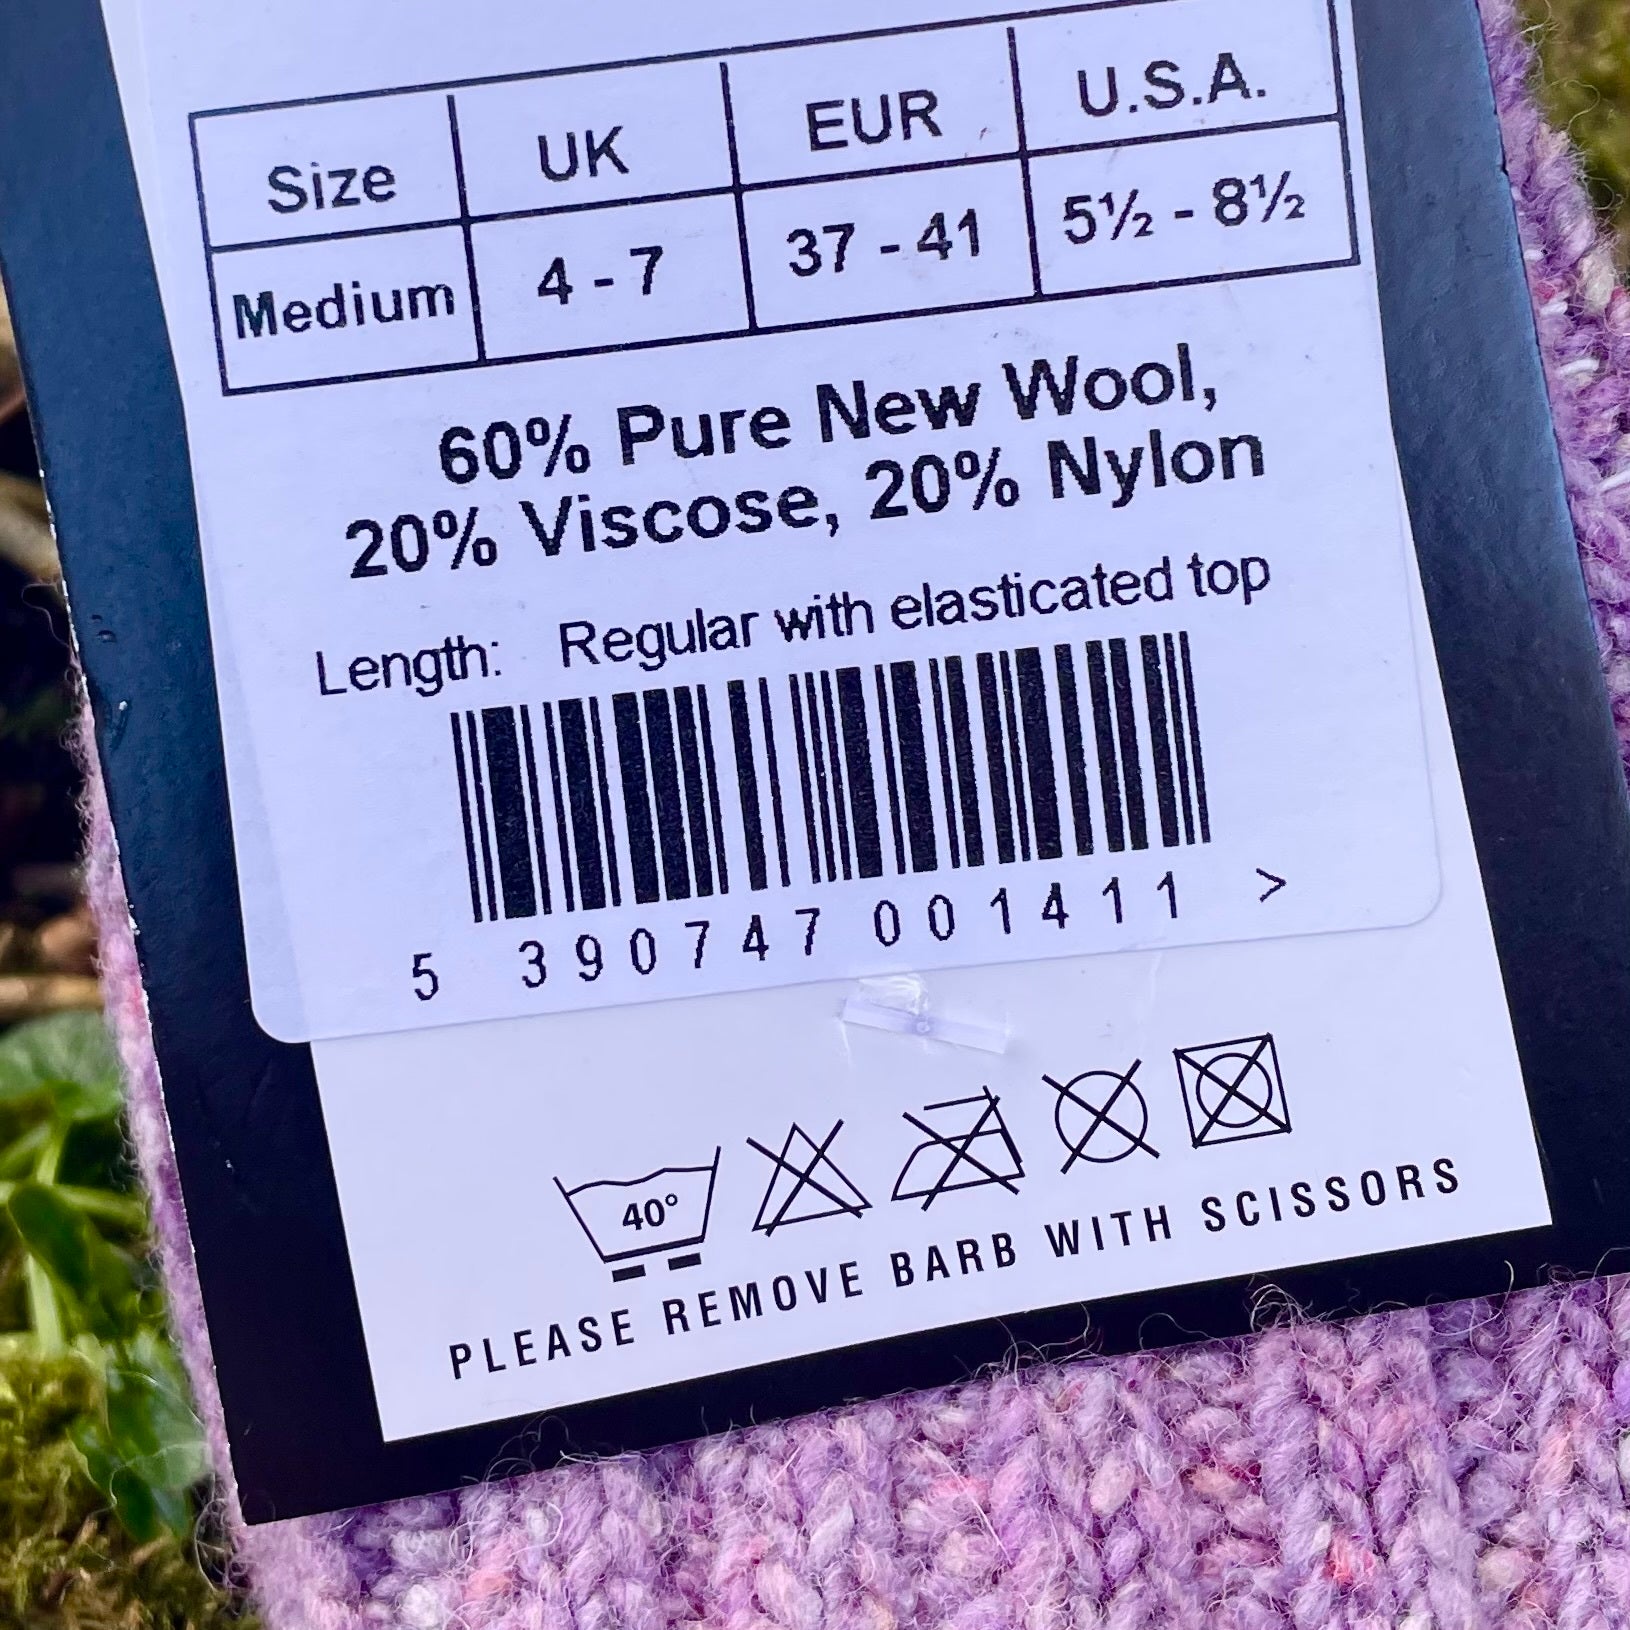 Size UK EUR U.S.A.
Medium 4 - 7 37 - 41 5½ - 8½
60% Pure New Wool,
20% Viscose, 20% Nylon
Length: Regular with elasticated top
5 390747 001411 >
40°
PLEASE REMOVE BARB WITH SCISSORS